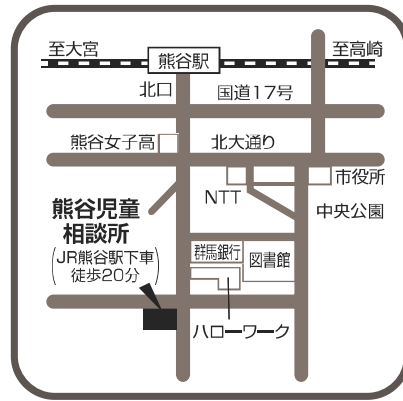 至大宮
熊谷駅
至高崎
北口
国道17号
熊谷女子高
北大通り
市役所
NTT
中央公園
熊谷児童
相談所
(JR熊谷駅下車
徒歩20分)
群馬銀行
図書館
ハローワーク